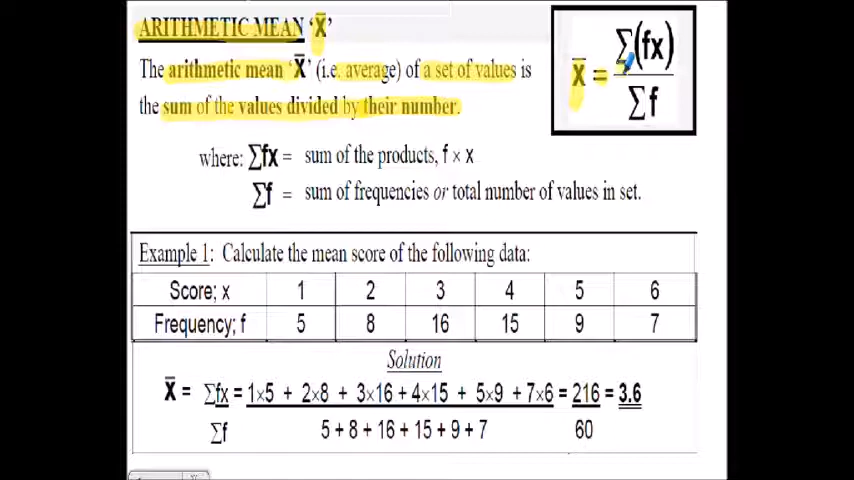 ARITHMETIC MEAN 'X̄'
The arithmetic mean 'X̄' (i.e. average) of a set of values is
the sum of the values divided by their number.
x̄ = ∑(fx)
∑f
where: ∑fx = sum of the products, f × x
∑f = sum of frequencies or total number of values in set.
Example 1: Calculate the mean score of the following data:
Score; x 1 2 3 4 5 6
Frequency; f 5 8 16 15 9 7
Solution
X̄ = ∑fx = 1×5 + 2×8 + 3×16 + 4×15 + 5×9 + 7×6 = 216 = 3.6
∑f 5 + 8 + 16 + 15 + 9 + 7 60